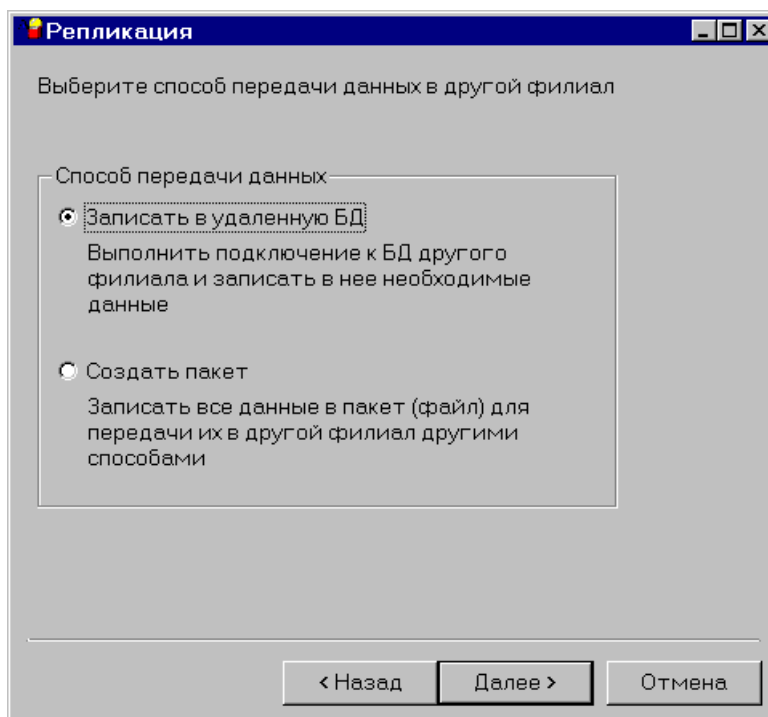 Репликация
Выберите способ передачи данных в другой филиал
Способ передачи данных
Записать в удаленную БД
Выполнить подключение к БД другого
филиала и записать в нее необходимые
данные
Создать пакет
Записать все данные в пакет (файл) для
передачи их в другой филиал другими
способами
< Назад
Далее >
Отмена